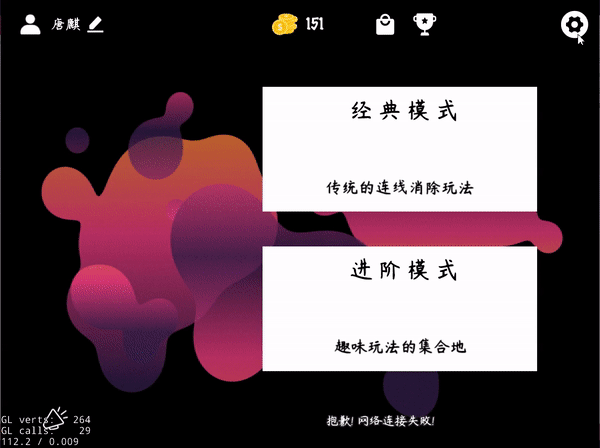 唐麒
151
经典模式
传统的连线消除玩法
进阶模式
趣味玩法的集合地
抱歉! 网络连接失败!
GL verts: 264
GL calls: 29
112.2 / 0.009